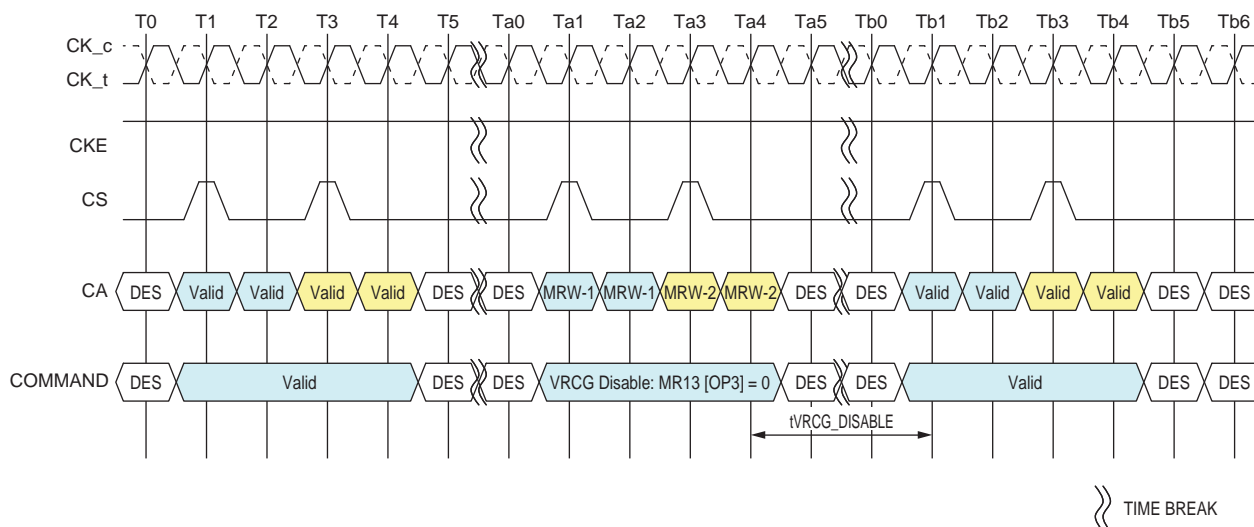 T0 T1 T2 T3 T4 T5 Ta0 Ta1 Ta2 Ta3 Ta4 Ta5 Tb0 Tb1 Tb2 Tb3 Tb4 Tb5 Tb6
CK_c
CK_t
CKE
CS
CA DES Valid Valid Valid Valid DES DES MRW-1 MRW-1 MRW-2 MRW-2 DES DES Valid Valid Valid Valid DES DES
COMMAND DES Valid DES DES VRCG Disable: MR13 [OP3] = 0 DES DES Valid DES DES
tVRCG_DISABLE
TIME BREAK